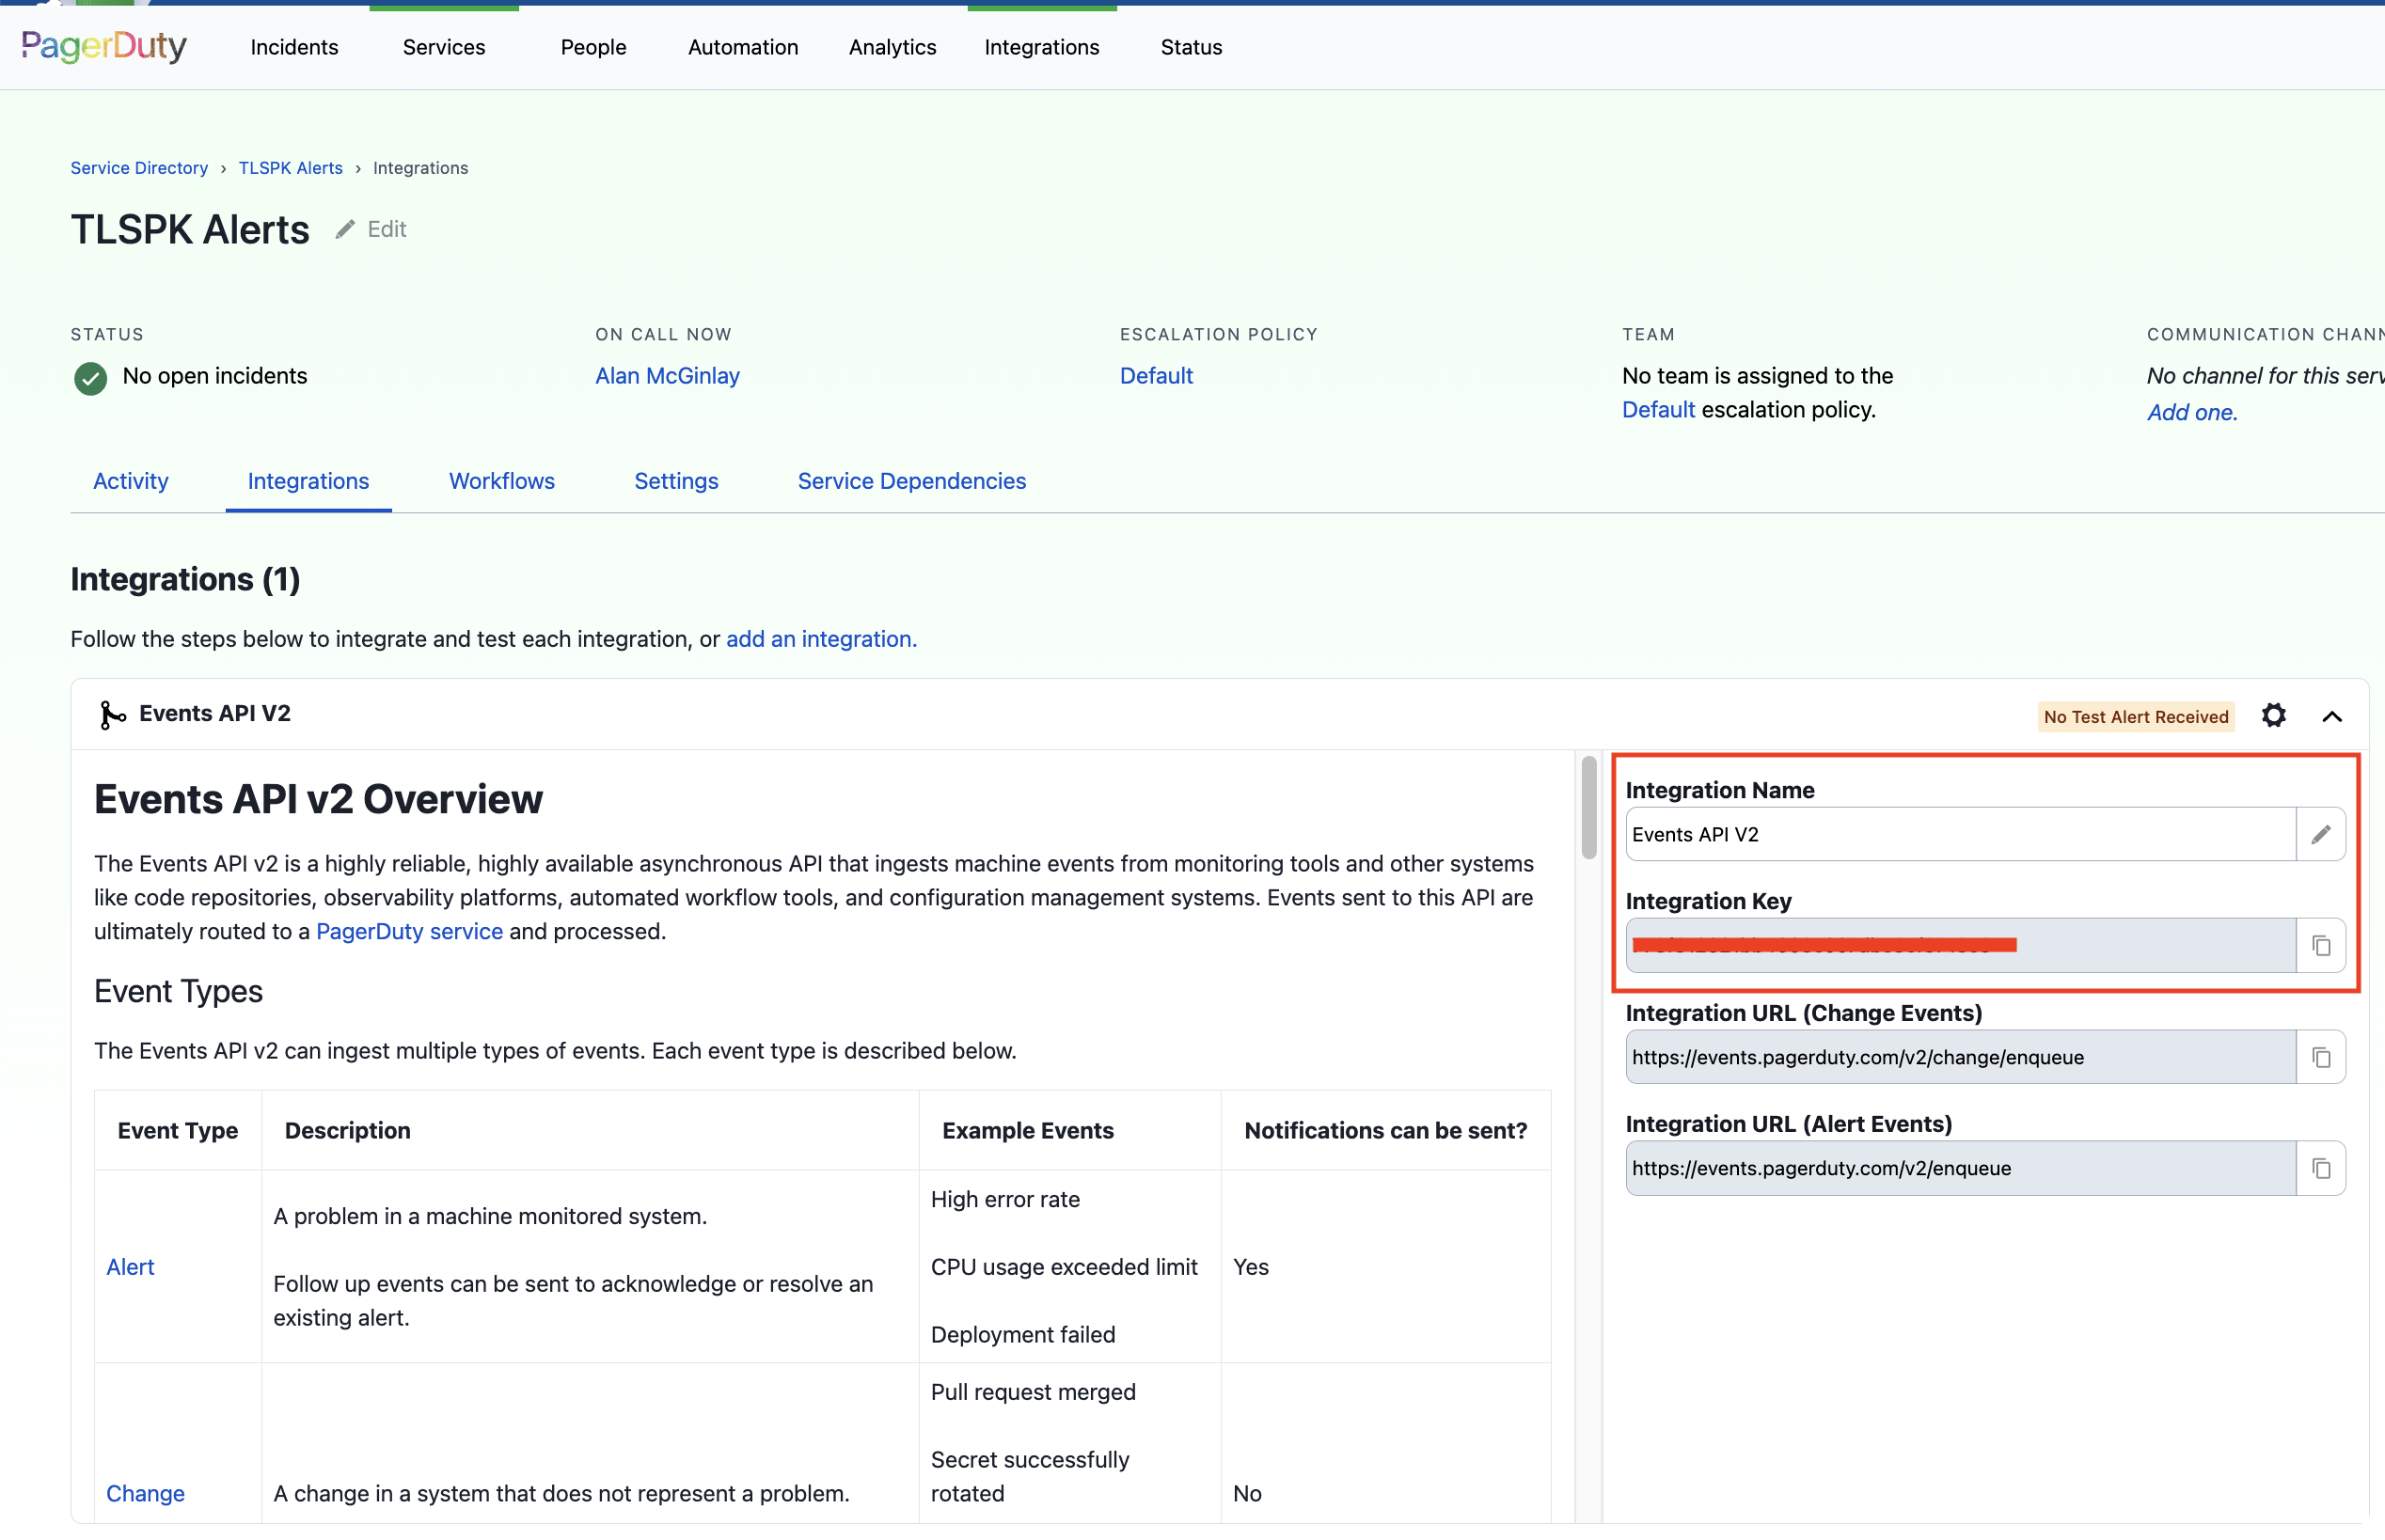 PagerDuty
Incidents
Services
People
Automation
Analytics
Integrations
Status
Service Directory › TLSPK Alerts › Integrations
TLSPK Alerts
Edit
STATUS
No open incidents
ON CALL NOW
Alan McGinlay
ESCALATION POLICY
Default
TEAM
No team is assigned to the
Default escalation policy.
COMMUNICATION
No channel for this
Add one.
Activity
Integrations
Workflows
Settings
Service Dependencies
Integrations (1)
Follow the steps below to integrate and test each integration, or add an integration.
Events API V2
No Test Alert Received
Events API v2 Overview
The Events API v2 is a highly reliable, highly available asynchronous API that ingests machine events from monitoring tools and other systems
like code repositories, observability platforms, automated workflow tools, and configuration management systems. Events sent to this API are
ultimately routed to a PagerDuty service and processed.
Event Types
The Events API v2 can ingest multiple types of events. Each event type is described below.
Event Type
Description
Example Events
Notifications can be sent?
Alert
A problem in a machine monitored system.
Follow up events can be sent to acknowledge or resolve an
existing alert.
High error rate
CPU usage exceeded limit
Deployment failed
Yes
Change
A change in a system that does not represent a problem.
Pull request merged
Secret successfully
rotated
No
Integration Name
Events API V2
Integration Key
Integration URL (Change Events)
https://events.pagerduty.com/v2/change/enqueue
Integration URL (Alert Events)
https://events.pagerduty.com/v2/enqueue